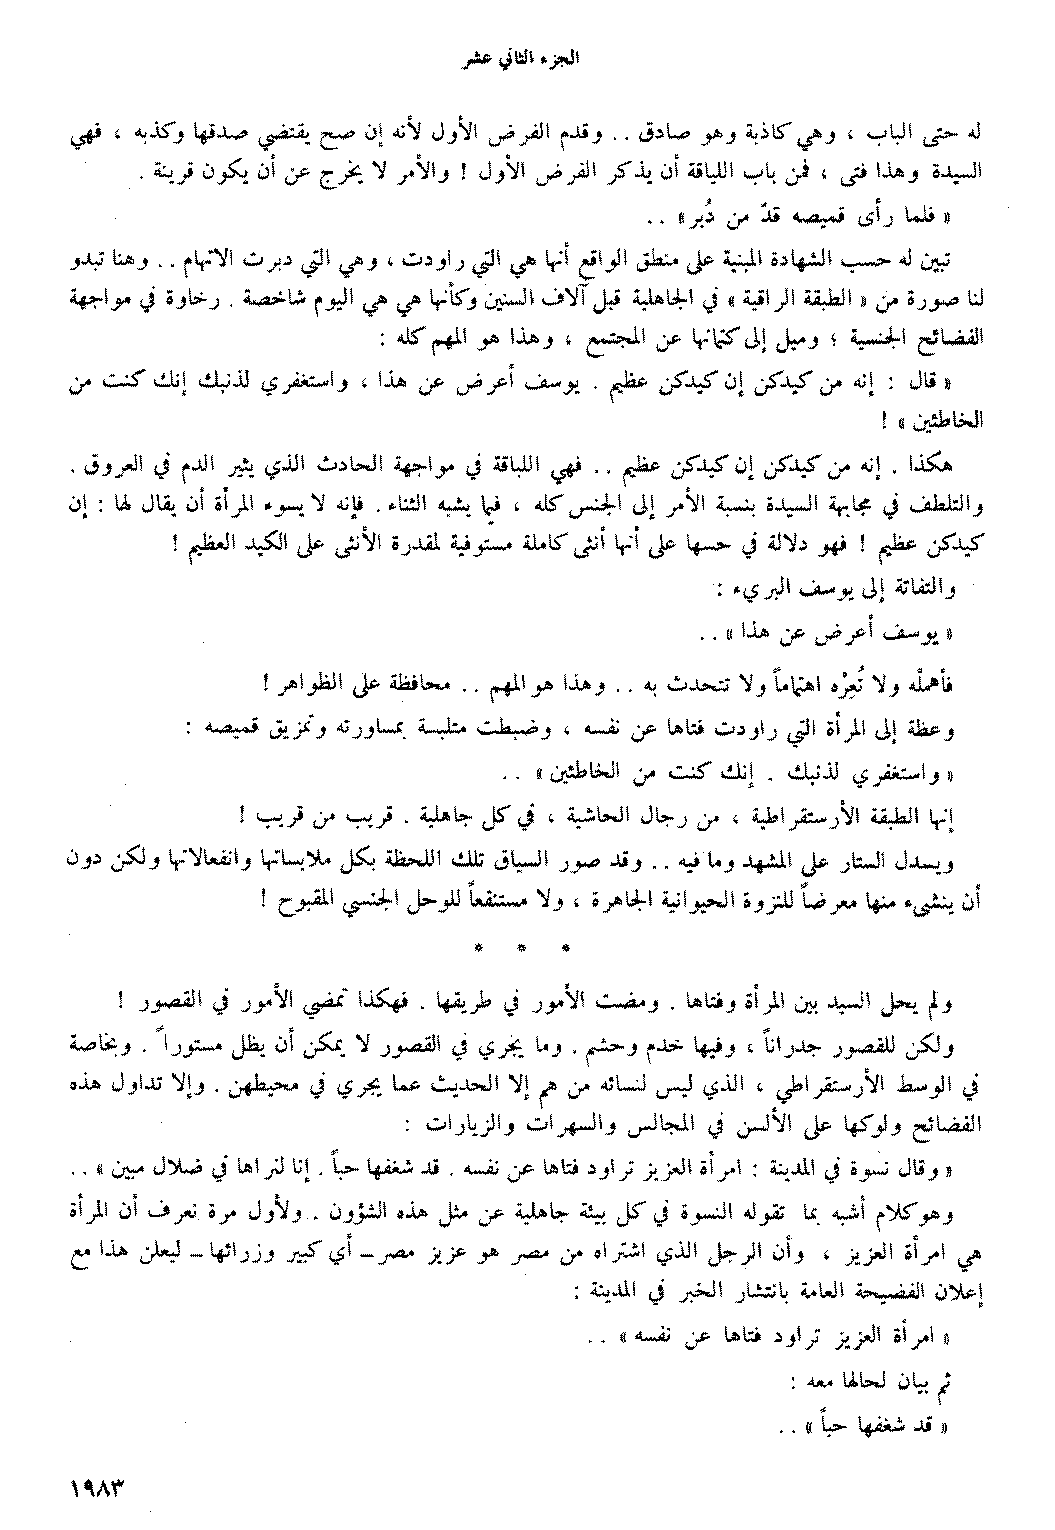 الجزء الثاني عشر
له حتى الباب ، وهي كاذبة وهو صادق .. وقدم الفرض الأول لأنه إن صح يقتضي صدقها وكذبه ، فهي
السيدة وهذا فتى ، فمن باب اللياقة أن يذكر الفرض الأول ! والأمر لا يخرج عن أن يكون قرينة .
« فلما رأى قميصه قدّ من دُبر» ..
تبين له حسب الشهادة المبنية على منطق الواقع أنها هي التي راودت ، وهي التي دبرت الاتهام .. وهنا تبدو
لنا صورة من « الطبقة الراقية » في الجاهلية قبل آلاف السنين وكأنها هي هي اليوم شاخصة . رخاوة في مواجهة
الفضائح الجنسية ؛ وميل إلى كتمانها عن المجتمع ، وهذا هو المهم كله :
« قال : إنه من كيدكن إن كيدكن عظيم . يوسف أعرض عن هذا ، واستغفري لذنبك إنك كنت من
الخاطئين » !
هكذا . إنه من كيدكن إن كيدكن عظيم .. فهي اللباقة في مواجهة الحادث الذي يثير الدم في العروق .
والتلطف في مجابهة السيدة بنسبة الأمر إلى الجنس كله ، فيما يشبه الثناء . فإنه لا يسوء المرأة أن يقال لها : إن
كيدكن عظيم ! فهو دلالة في حسها على أنها أنثى كاملة مستوفية لمقدرة الأنثى على الكيد العظيم !
والتفاتة إلى يوسف البريء :
« يوسف أعرض عن هذا » ..
فأهمله ولا تُعِرْه اهتماماً ولا تتحدث به .. وهذا هو المهم .. محافظة على الظواهر !
وعظة إلى المرأة التي راودت فتاها عن نفسه ، وضبطت متلبسة بمساورته وتمزيق قميصه :
« واستغفري لذنبك . إنك كنت من الخاطئين» ..
إنها الطبقة الأرستقراطية ، من رجال الحاشية ، في كل جاهلية . قريب من قريب !
ويسدل الستار على المشهد وما فيه .. وقد صور السياق تلك اللحظة بكل ملابساتها وانفعالاتها ولكن دون
أن ينشىء منها معرضاً للنزوة الحيوانية الجاهرة ، ولا مستنقعاً للوحل الجنسي المقبوح !
* * *
ولم يحل السيد بين المرأة وفتاها . ومضت الأمور في طريقها . فهكذا تمضي الأمور في القصور !
ولكن للقصور جدراناً ، وفيها خدم وحشم . وما يجري في القصور لا يمكن أن يظل مستوراً . وبخاصة
في الوسط الأرستقراطي ، الذي ليس لنسائه من هم إلا الحديث عما يجري في محيطهن . وإلا تداول هذه
الفضائح ولوكها على الألسن في المجالس والسهرات والزيارات :
« وقال نسوة في المدينة : امرأة العزيز تراود فتاها عن نفسه . قد شغفها حباً . إنا لنراها في ضلال مبين » ..
وهو كلام أشبه بما تقوله النسوة في كل بيئة جاهلية عن مثل هذه الشؤون . ولأول مرة نعرف أن المرأة
هي امرأة العزيز ، وأن الرجل الذي اشتراه من مصر هو عزيز مصر – أي كبير وزرائها – ليعلن هذا مع
إعلان الفضيحة العامة بانتشار الخبر في المدينة :
« امرأة العزيز تراود فتاها عن نفسه » ..
ثم بيان لحالها معه :
« قد شغفها حباً » ..
١٩٨٣